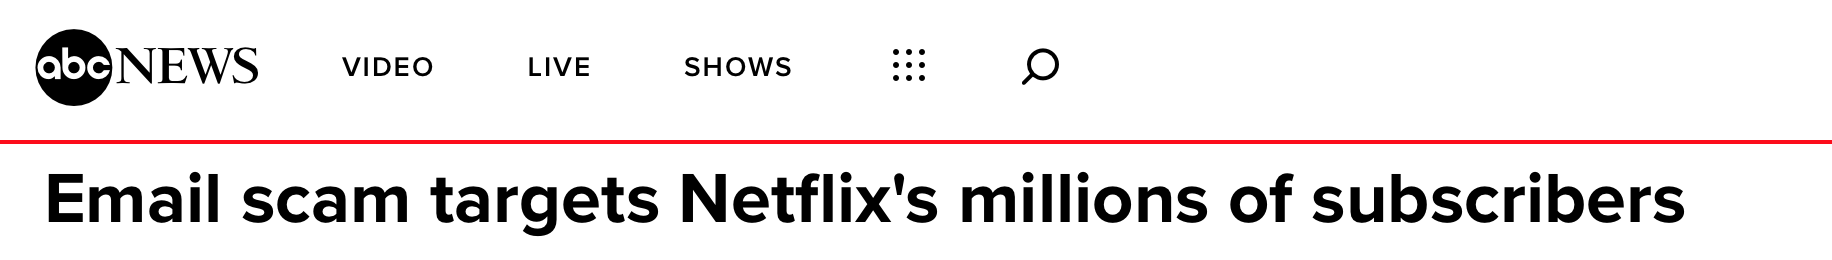 abc NEWS VIDEO LIVE SHOWS
Email scam targets Netflix's millions of subscribers